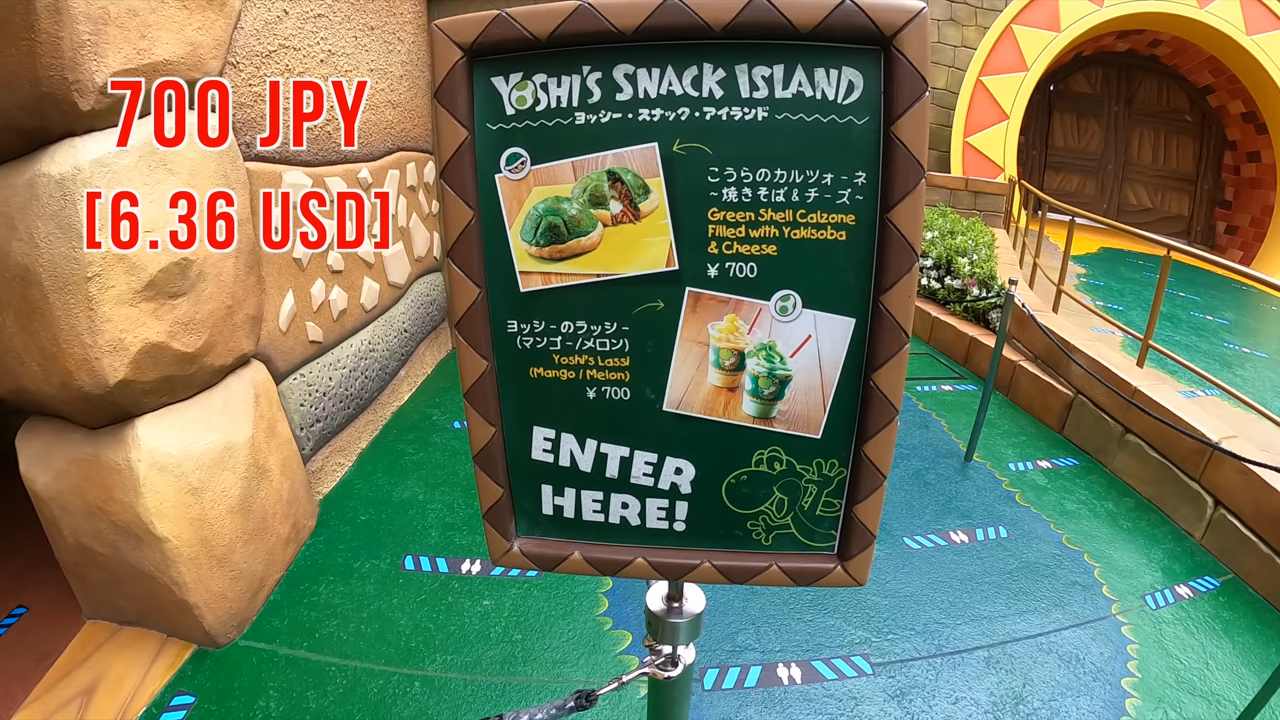 700 JPY
[6.36 USD]
YOSHI'S SNACK ISLAND
ヨッシー・スナック・アイランド
こうらのカルツォーネ
~焼きそば&チーズ~
Green Shell Calzone
Filled with Yakisoba
& Cheese
¥ 700
ヨッシーのラッシー
(マンゴー/メロン)
Yoshi's Lassi
(Mango / Melon)
¥ 700
ENTER
HERE!